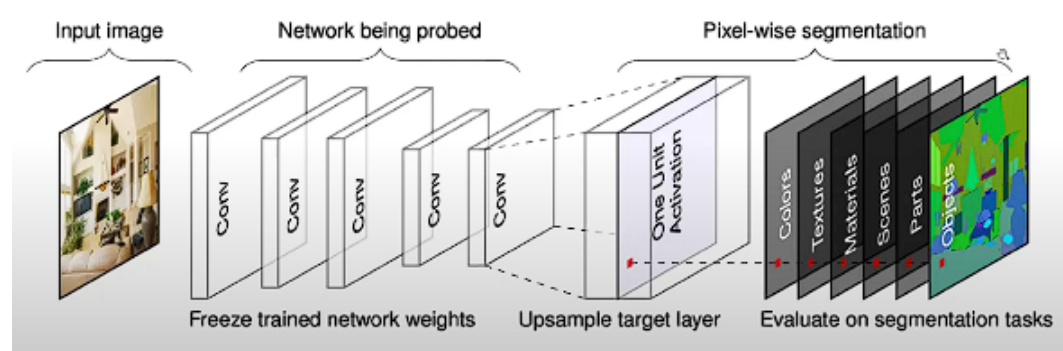 Input image
Network being probed
Pixel-wise segmentation
Conv
Conv
Conv
Conv
Conv
One Unit
Activation
Colors
Textures
Materials
Scenes
Parts
Objects
Freeze trained network weights
Upsample target layer
Evaluate on segmentation tasks